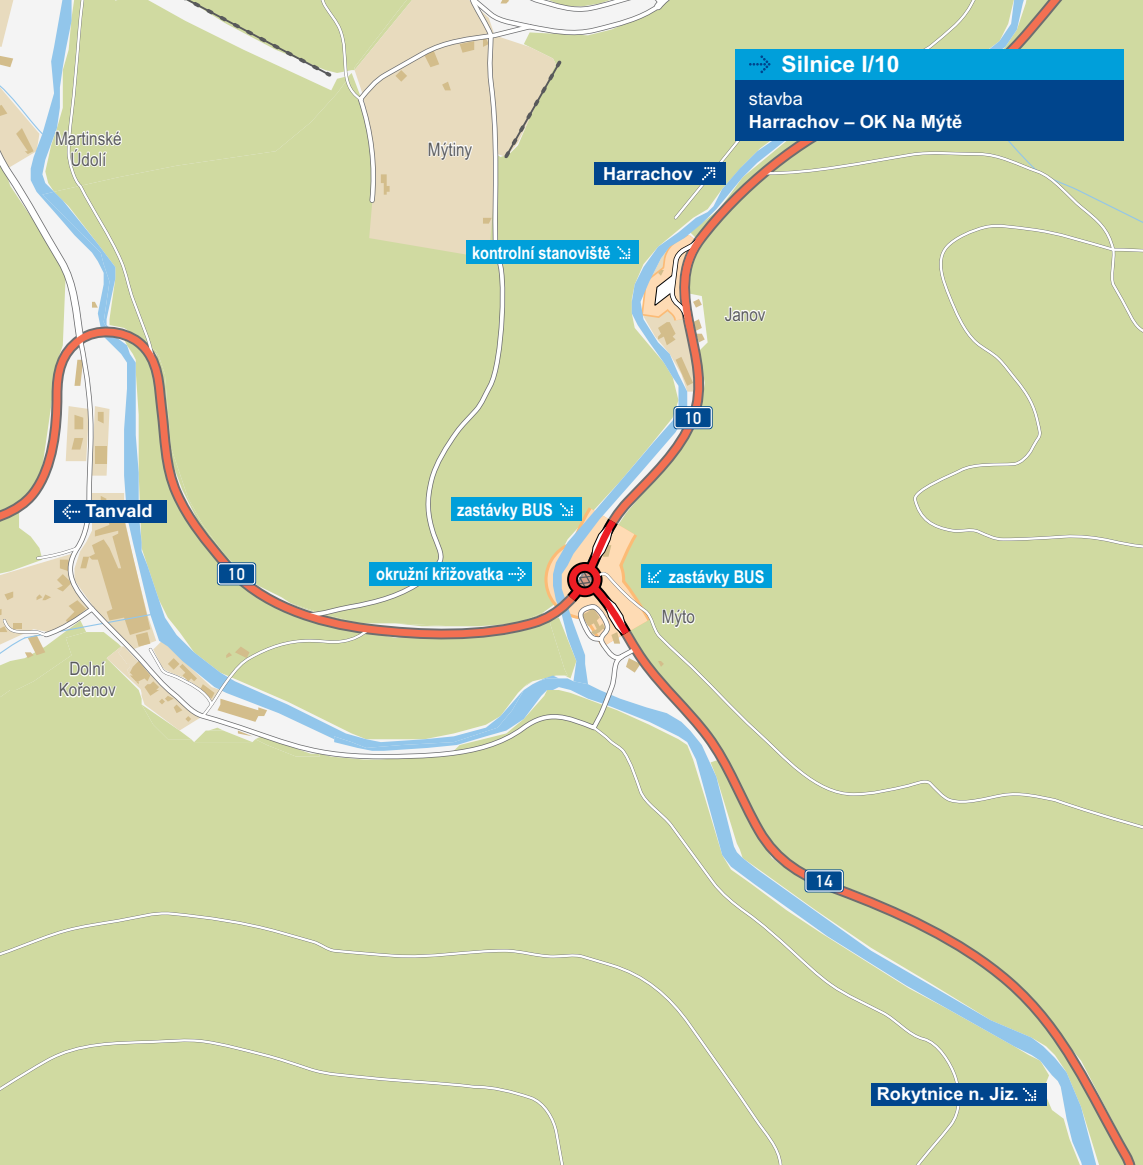 Silnice I/10
stavba
Harrachov – OK Na Mýtě
Martinské
Údolí
Mýtiny
Harrachov
kontrolní stanoviště
Janov
10
zastávky BUS
Tanvald
10
okružní křižovatka
zastávky BUS
Mýto
Dolní
Kořenov
14
Rokytnice n. Jiz.